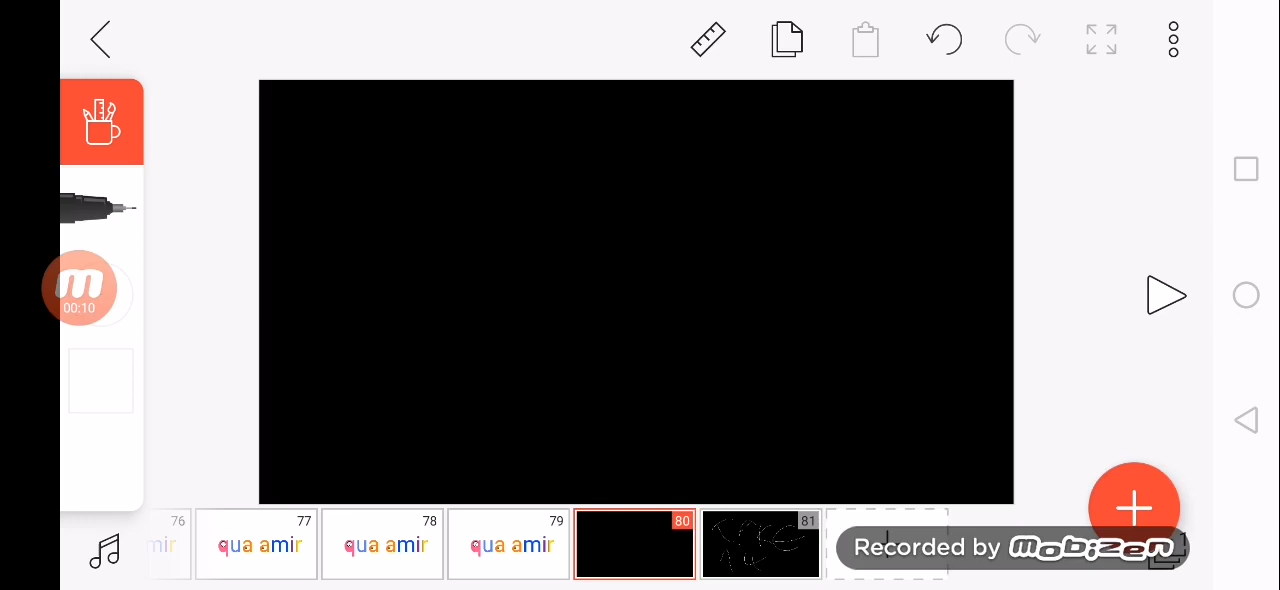 00:10
76 77 78 79 80 81
mir qua amir qua amir qua amir
Recorded by mobizen